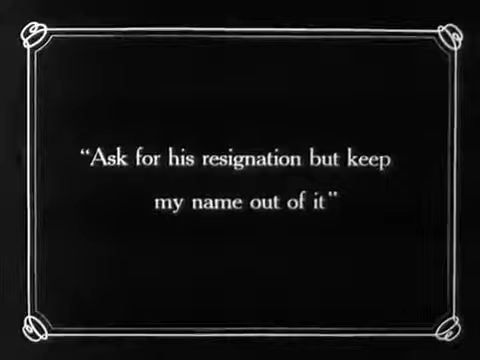 “Ask for his resignation but keep
my name out of it”